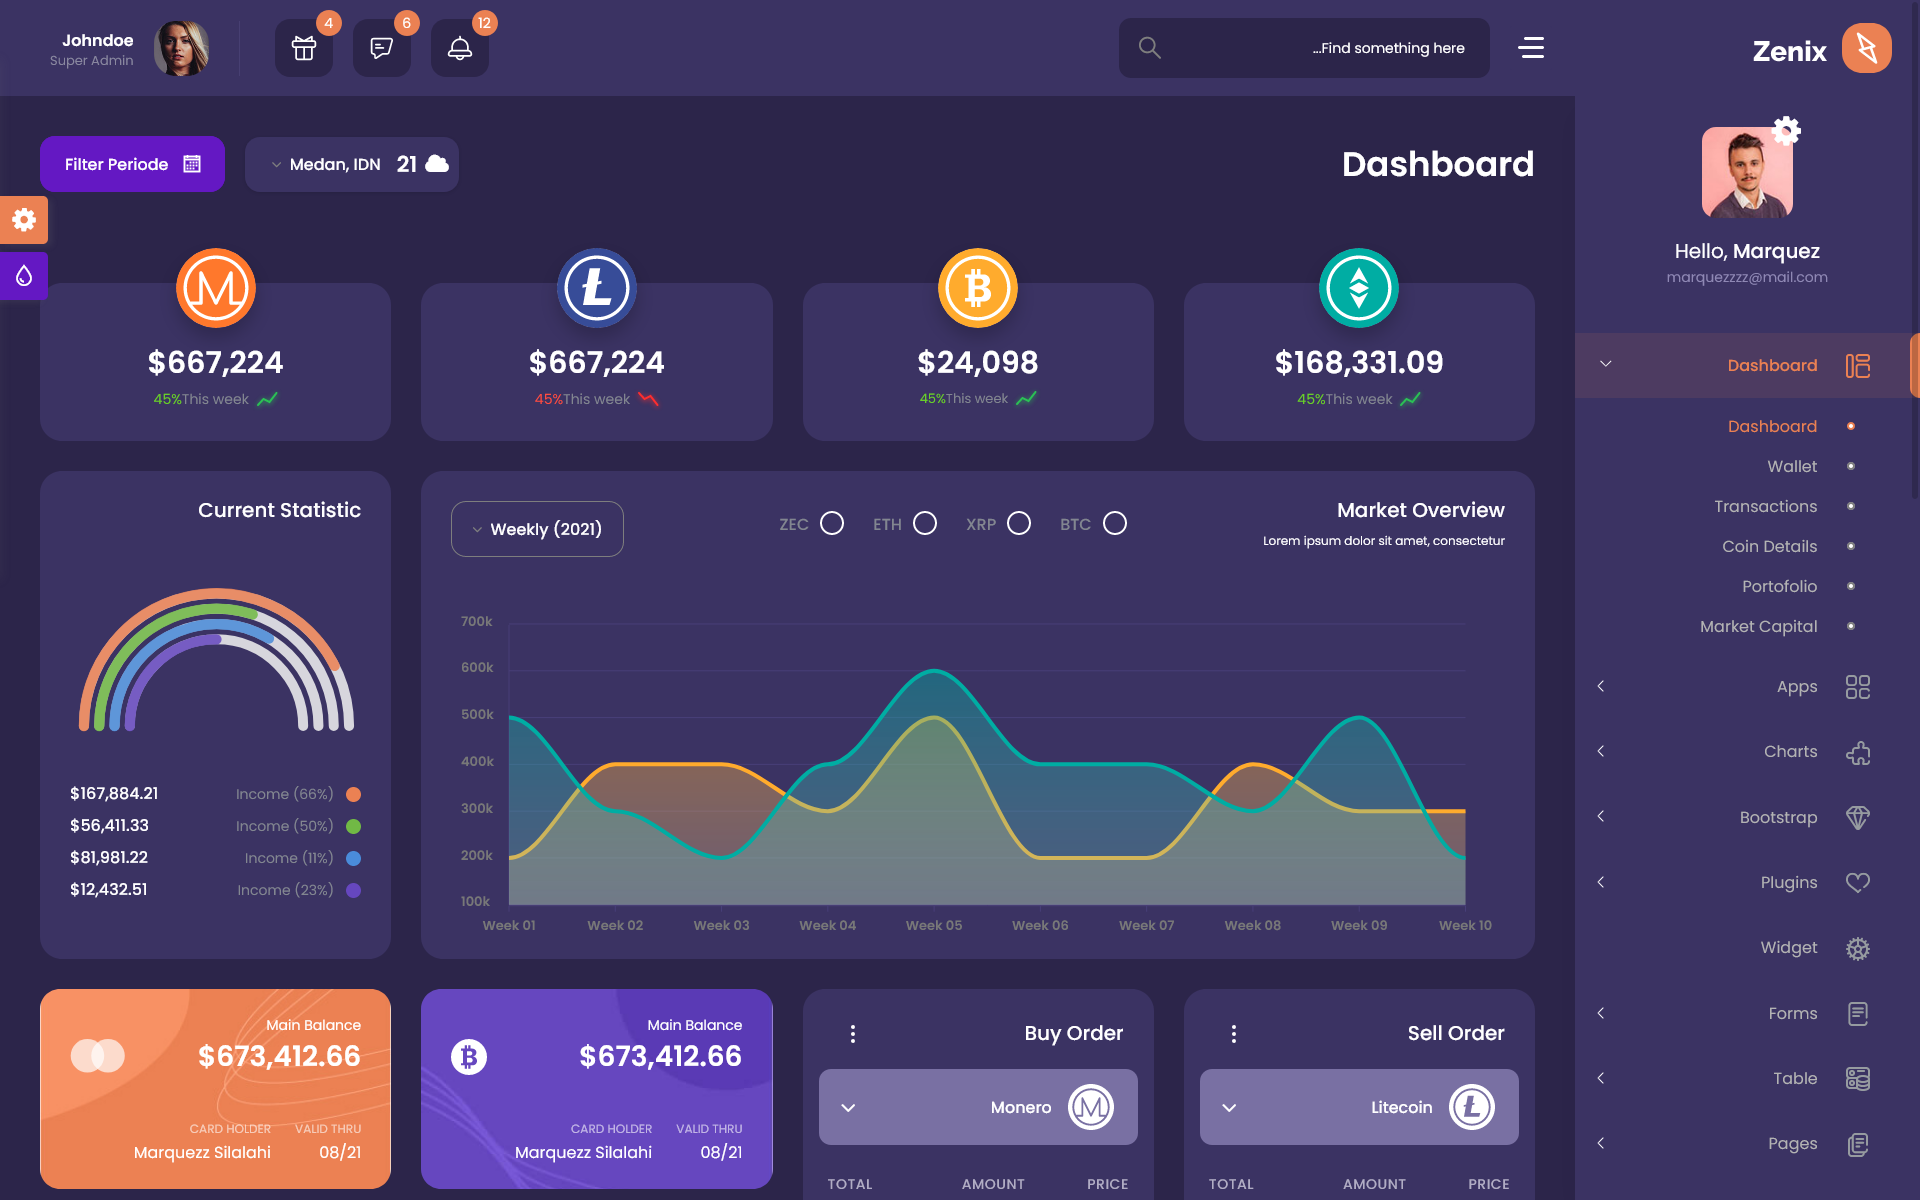 Johndoe
Super Admin
4
6
12
...Find something here
Zenix
Filter Periode
Medan, IDN 21
Dashboard
Hello, Marquez
marquezzzz@mail.com
$667,224
45%This week
$667,224
45%This week
$24,098
45%This week
$168,331.09
45%This week
Dashboard
Dashboard
Wallet
Transactions
Coin Details
Portofolio
Market Capital
Apps
Charts
Bootstrap
Plugins
Widget
Forms
Table
Pages
Current Statistic
$167,884.21 Income (66%)
$56,411.33 Income (50%)
$81,981.22 Income (11%)
$12,432.51 Income (23%)
Weekly (2021)
ZEC ETH XRP BTC
Market Overview
Lorem ipsum dolor sit amet, consectetur
700k
600k
500k
400k
300k
200k
100k
Week 01 Week 02 Week 03 Week 04 Week 05 Week 06 Week 07 Week 08 Week 09 Week 10
Main Balance
$673,412.66
CARD HOLDER VALID THRU
Marquezz Silalahi 08/21
Main Balance
$673,412.66
CARD HOLDER VALID THRU
Marquezz Silalahi 08/21
Buy Order
Monero
TOTAL AMOUNT PRICE
Sell Order
Litecoin
TOTAL AMOUNT PRICE